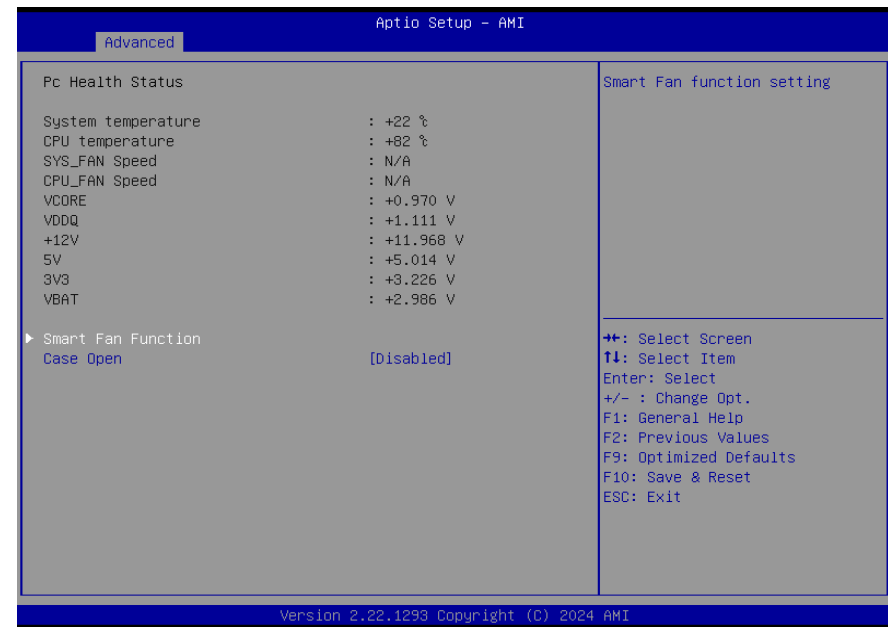 Aptio Setup – AMI
Advanced
Pc Health Status
System temperature : +22 ℃
CPU temperature : +82 ℃
SYS_FAN Speed : N/A
CPU_FAN Speed : N/A
VCORE : +0.970 V
VDDQ : +1.111 V
+12V : +11.968 V
5V : +5.014 V
3V3 : +3.226 V
VBAT : +2.986 V
▶ Smart Fan Function
Case Open [Disabled]
Smart Fan function setting
→←: Select Screen
↑↓: Select Item
Enter: Select
+/- : Change Opt.
F1: General Help
F2: Previous Values
F9: Optimized Defaults
F10: Save & Reset
ESC: Exit
Version 2.22.1293 Copyright (C) 2024 AMI